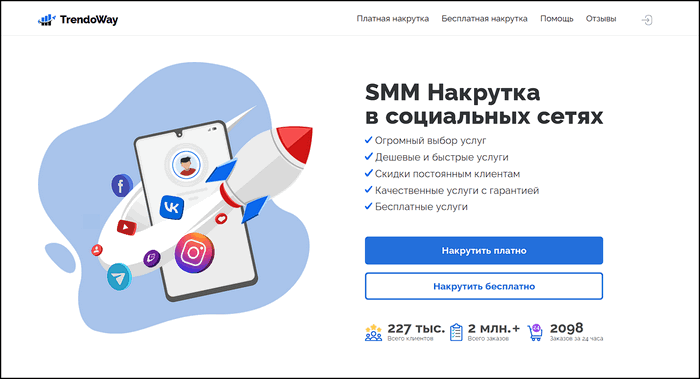 TrendoWay
Платная накрутка Бесплатная накрутка Помощь Отзывы
SMM Накрутка
в социальных сетях
Огромный выбор услуг
Дешевые и быстрые услуги
Скидки постоянным клиентам
Качественные услуги с гарантией
Бесплатные услуги
Накрутить платно
Накрутить бесплатно
227 тыс. 2 млн.+ 24 2098
Всего клиентов Всего заказов Заказов за 24 часа